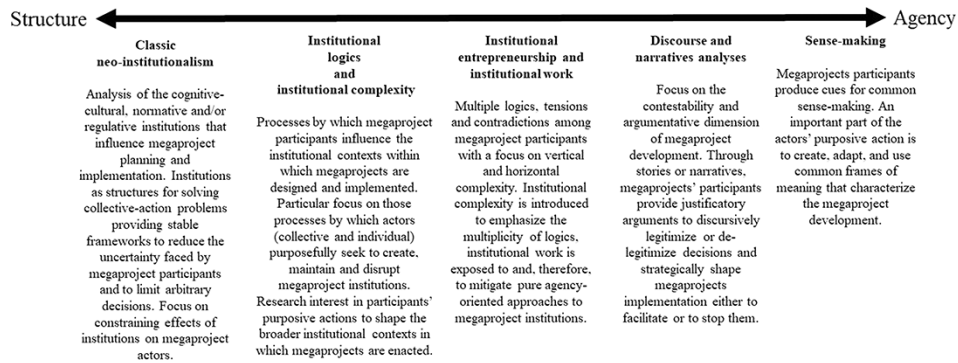 Structure
Agency
Classic
neo-institutionalism
Analysis of the cognitive-
cultural, normative and/or
regulative institutions that
influence megaproject
planning and
implementation. Institutions
as structures for solving
collective-action problems
providing stable
frameworks to reduce the
uncertainty faced by
megaproject participants
and to limit arbitrary
decisions. Focus on
constraining effects of
institutions on megaproject
actors.
Institutional
logics
and
institutional complexity
Processes by which megaproject
participants influence the
institutional contexts within
which megaprojects are
designed and implemented.
Particular focus on those
processes by which actors
(collective and individual)
purposefully seek to create,
maintain and disrupt
megaproject institutions.
Research interest in participants'
purposive actions to shape the
broader institutional contexts in
which megaprojects are enacted.
Institutional
entrepreneurship and
institutional work
Multiple logics, tensions
and contradictions among
megaproject participants
with a focus on vertical
and horizontal
complexity. Institutional
complexity is introduced
to emphasize the
multiplicity of logics,
institutional work is
exposed to and, therefore,
to mitigate pure agency-
oriented approaches to
megaproject institutions.
Discourse and
narratives analyses
Focus on the
contestability and
argumentative dimension
of megaproject
development. Through
stories or narratives,
megaprojects' participants
provide justificatory
arguments to discursively
legitimize or de-
legitimize decisions and
strategically shape
megaprojects
implementation either to
facilitate or to stop them.
Sense-making
Megaprojects participants
produce cues for common
sense-making. An
important part of the
actors' purposive action is
to create, adapt, and use
common frames of
meaning that characterize
the megaproject
development.